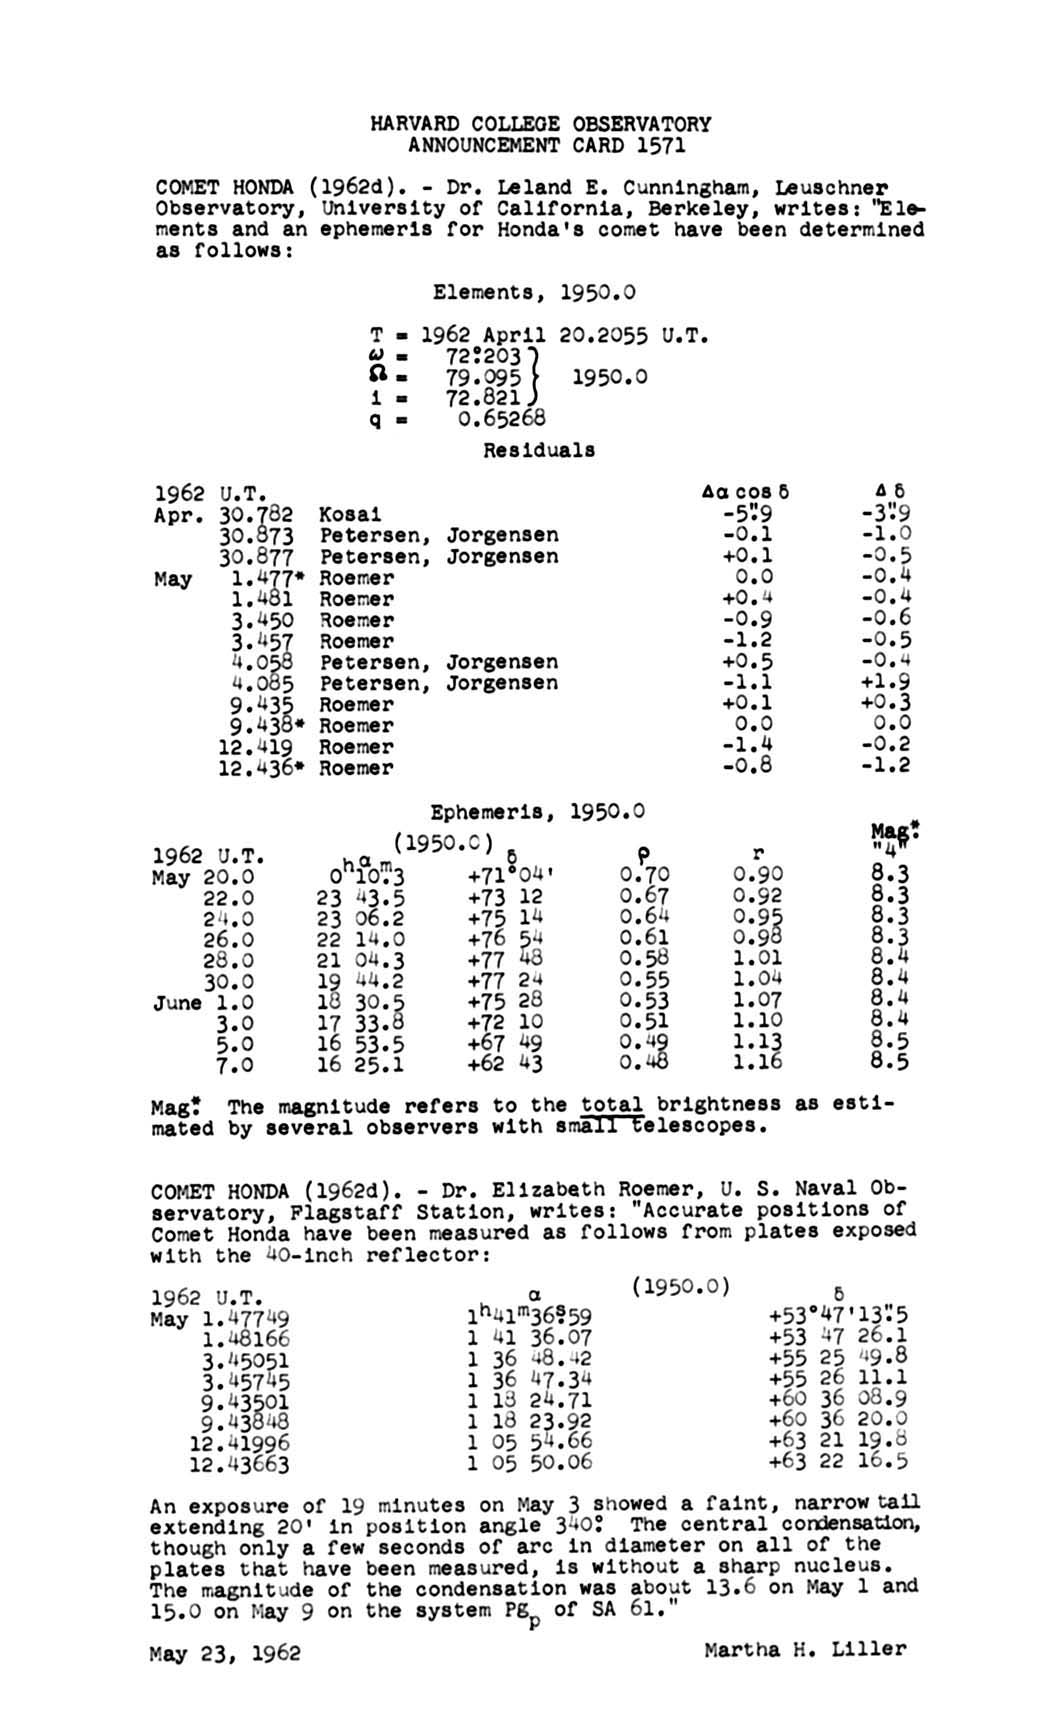 HARVARD COLLEGE OBSERVATORY
ANNOUNCEMENT CARD 1571
COMET HONDA (1962d). - Dr. Leland E. Cunningham, Leuschner
Observatory, University of California, Berkeley, writes: "Ele-
ments and an ephemeris for Honda's comet have been determined
as follows:
Elements, 1950.0
T = 1962 April 20.2055 U.T.
ω = 72°.203
Ω = 79.095 } 1950.0
i = 72.821
q = 0.65268
Residuals
1962 U.T. Δα cos δ Δ δ
Apr. 30.782 Kosai -5".9 -3".9
30.873 Petersen, Jorgensen -0.1 -1.0
30.877 Petersen, Jorgensen +0.1 -0.5
May 1.477* Roemer 0.0 -0.4
1.481 Roemer +0.4 -0.4
3.450 Roemer -0.9 -0.6
3.457 Roemer -1.2 -0.5
4.058 Petersen, Jorgensen +0.5 -0.4
4.085 Petersen, Jorgensen -1.1 +1.9
9.435 Roemer +0.1 +0.3
9.438* Roemer 0.0 0.0
12.419 Roemer -1.4 -0.2
12.436* Roemer -0.8 -1.2
Ephemeris, 1950.0
Mag.*
1962 U.T. α (1950.0) δ ρ r "4"
May 20.0 0h10m.3 +71°04' 0.70 0.90 8.3
22.0 23 43.5 +73 12 0.67 0.92 8.3
24.0 23 06.2 +75 14 0.64 0.95 8.3
26.0 22 14.0 +76 54 0.61 0.98 8.3
28.0 21 04.3 +77 48 0.58 1.01 8.4
30.0 19 44.2 +77 24 0.55 1.04 8.4
June 1.0 18 30.5 +75 28 0.53 1.07 8.4
3.0 17 33.8 +72 10 0.51 1.10 8.4
5.0 16 53.5 +67 49 0.49 1.13 8.5
7.0 16 25.1 +62 43 0.48 1.16 8.5
Mag.* The magnitude refers to the total brightness as esti-
mated by several observers with small telescopes.
COMET HONDA (1962d). - Dr. Elizabeth Roemer, U. S. Naval Ob-
servatory, Flagstaff Station, writes: "Accurate positions of
Comet Honda have been measured as follows from plates exposed
with the 40-inch reflector:
1962 U.T. α (1950.0) δ
May 1.47749 1h41m36s.59 +53°47'13".5
1.48166 1 41 36.07 +53 47 26.1
3.45051 1 36 48.42 +55 25 49.8
3.45745 1 36 47.34 +55 26 11.1
9.43501 1 18 24.71 +60 36 08.9
9.43848 1 18 23.92 +60 36 20.0
12.41996 1 05 54.66 +63 21 19.8
12.43663 1 05 50.06 +63 22 16.5
An exposure of 19 minutes on May 3 showed a faint, narrow tail
extending 20' in position angle 340°. The central condensation,
though only a few seconds of arc in diameter on all of the
plates that have been measured, is without a sharp nucleus.
The magnitude of the condensation was about 13.6 on May 1 and
15.0 on May 9 on the system Pgp of SA 61."
May 23, 1962 Martha H. Liller